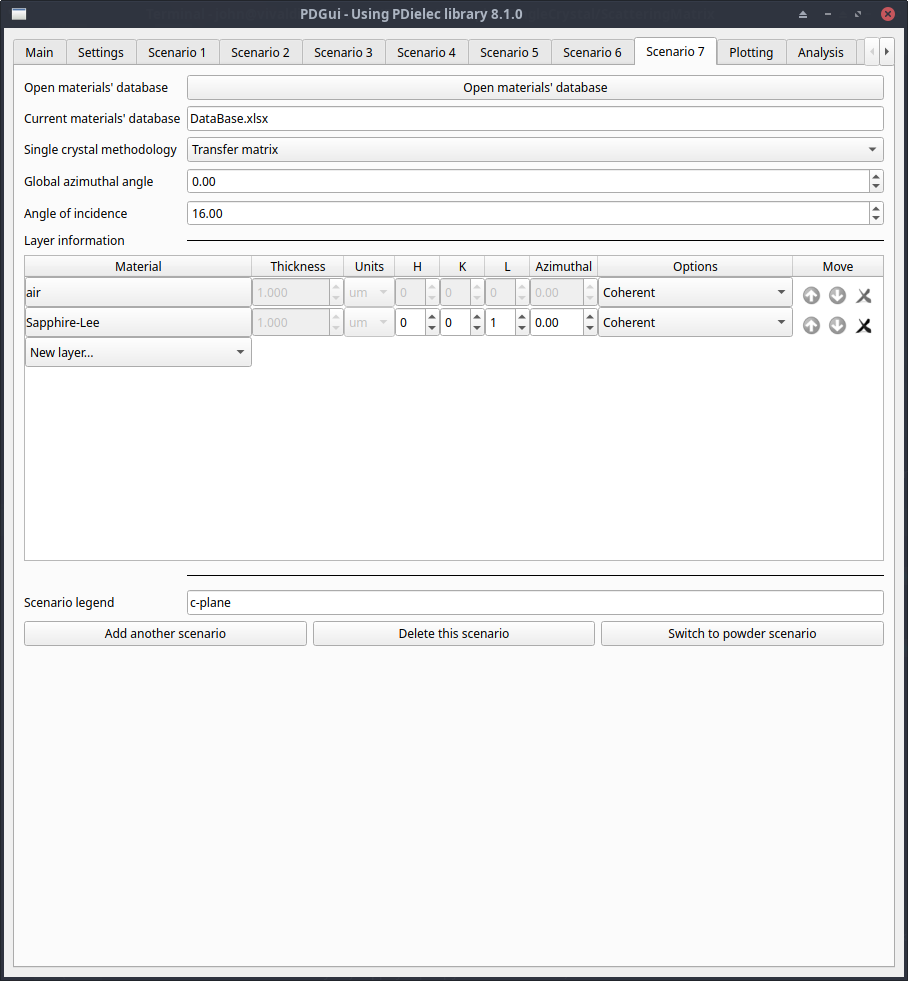 PDGui - Using PDielec library 8.1.0
Main Settings Scenario 1 Scenario 2 Scenario 3 Scenario 4 Scenario 5 Scenario 6 Scenario 7 Plotting Analysis
Open materials' database Open materials' database
Current materials' database DataBase.xlsx
Single crystal methodology Transfer matrix
Global azimuthal angle 0.00
Angle of incidence 16.00
Layer information
Material Thickness Units H K L Azimuthal Options Move
air 1.000 um 0 0 0 0.00 Coherent
Sapphire-Lee 1.000 um 0 0 1 0.00 Coherent
New layer...
Scenario legend c-plane
Add another scenario Delete this scenario Switch to powder scenario